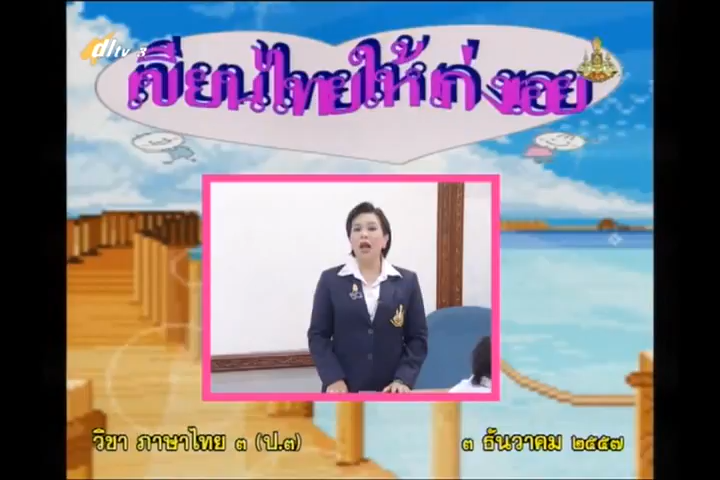 dltv 3
เขียนไทยให้เก่งเอย
วิชา ภาษาไทย ๓ (ป.๓)
๓ ธันวาคม ๒๕๕๗